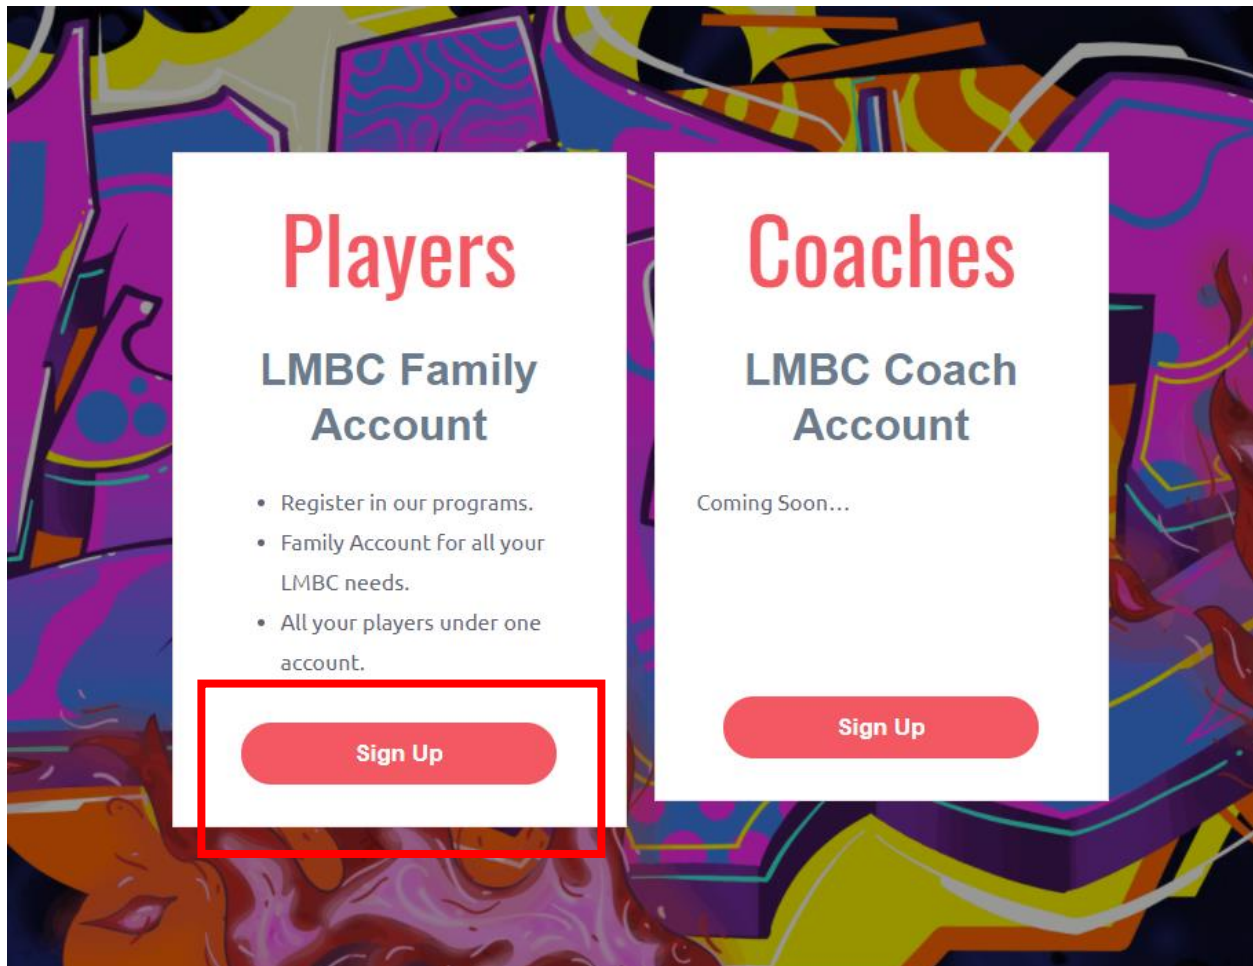 Players
LMBC Family
Account
• Register in our programs.
• Family Account for all your
LMBC needs.
• All your players under one
account.
Sign Up
Coaches
LMBC Coach
Account
Coming Soon…
Sign Up